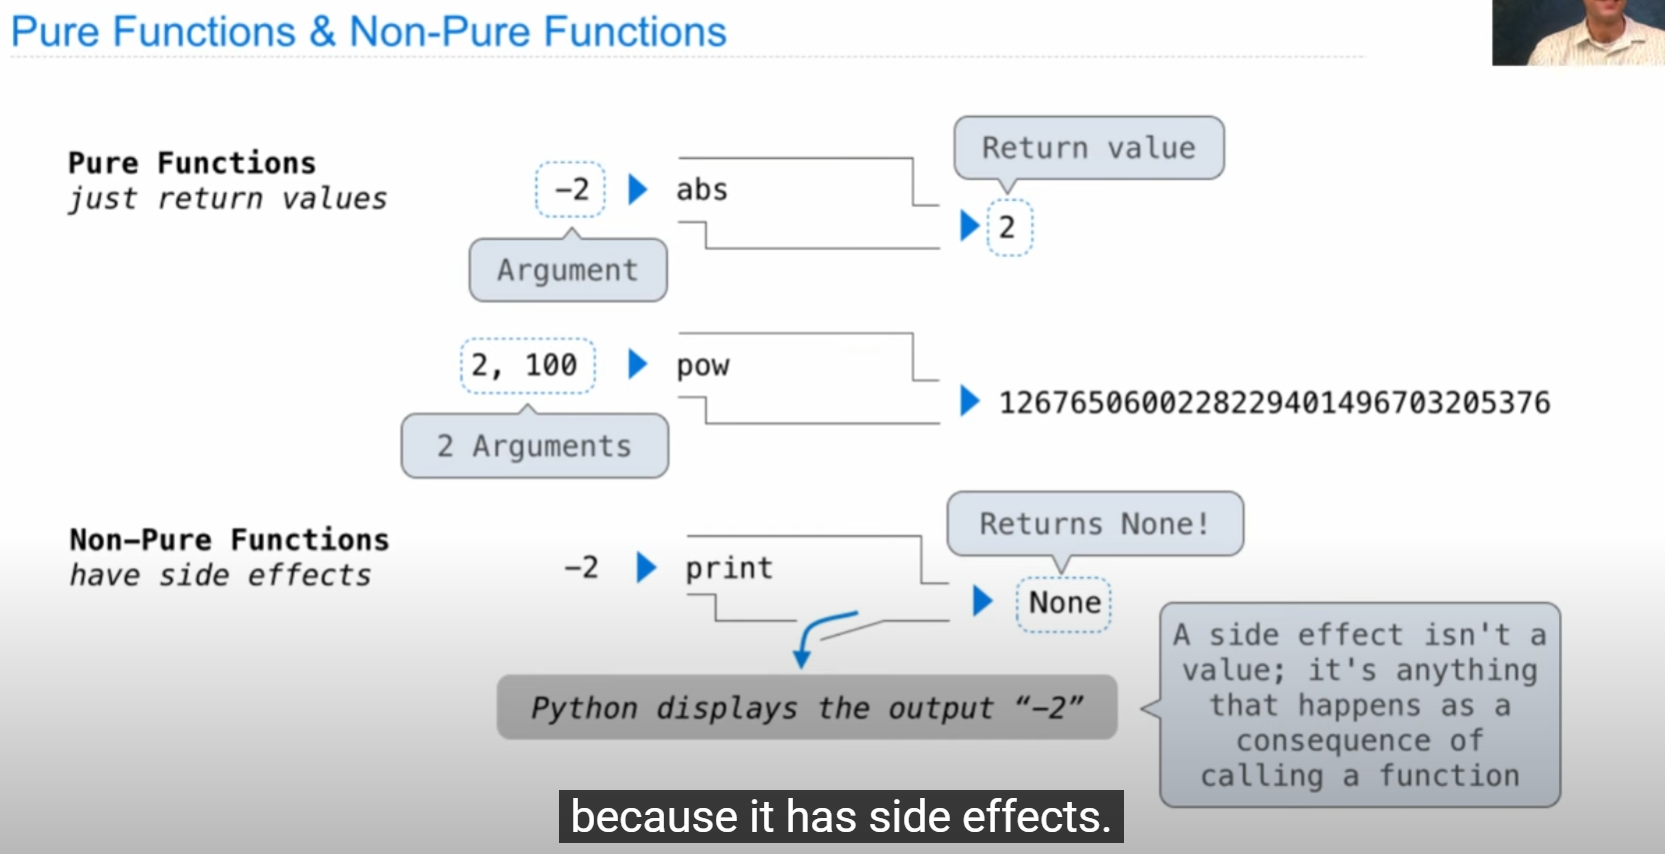 Pure Functions & Non-Pure Functions
Pure Functions
just return values
-2
abs
Return value
2
Argument
2, 100
pow
1267650600228229401496703205376
2 Arguments
Non-Pure Functions
have side effects
-2
print
Returns None!
None
Python displays the output “-2”
A side effect isn't a
value; it's anything
that happens as a
consequence of
calling a function
because it has side effects.